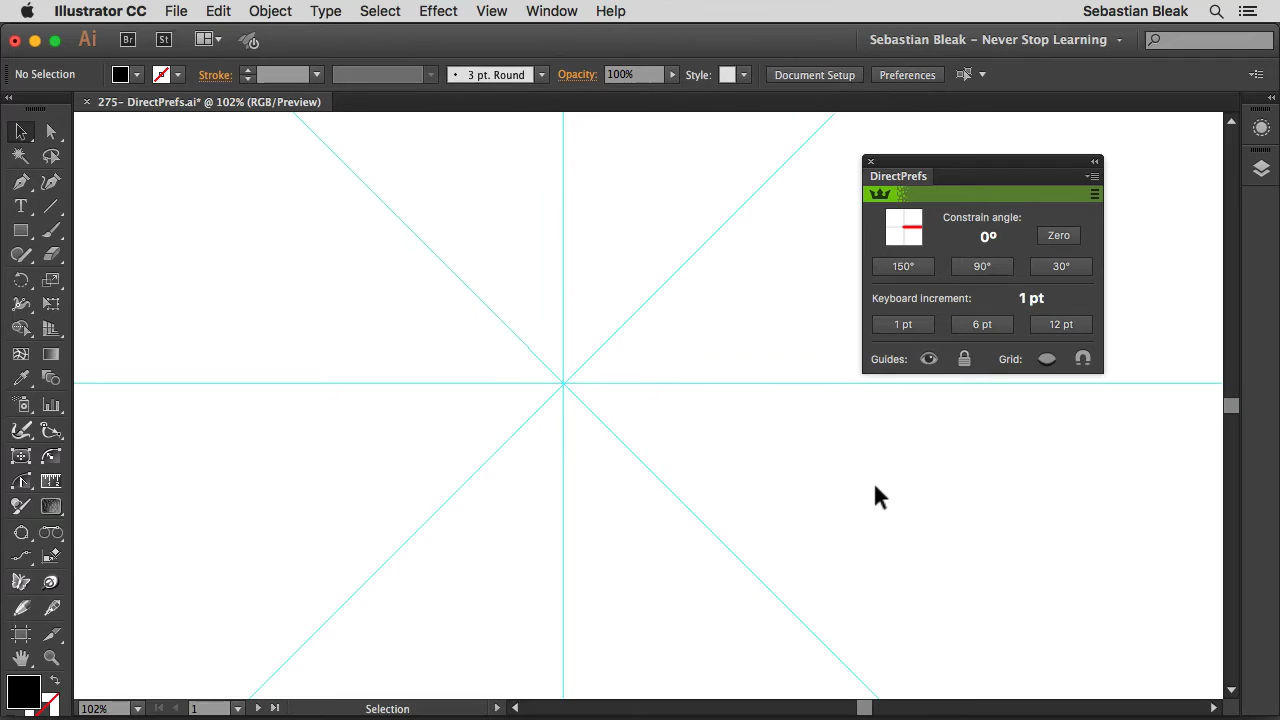 Illustrator CC File Edit Object Type Select Effect View Window Help Sebastian Bleak
Ai Br St Sebastian Bleak – Never Stop Learning
No Selection Stroke: 3 pt. Round Opacity: 100% Style: Document Setup Preferences
× 275- DirectPrefs.ai* @ 102% (RGB/Preview)
DirectPrefs
Constrain angle:
0º Zero
150° 90° 30°
Keyboard increment: 1 pt
1 pt 6 pt 12 pt
Guides: Grid:
102% 1 Selection